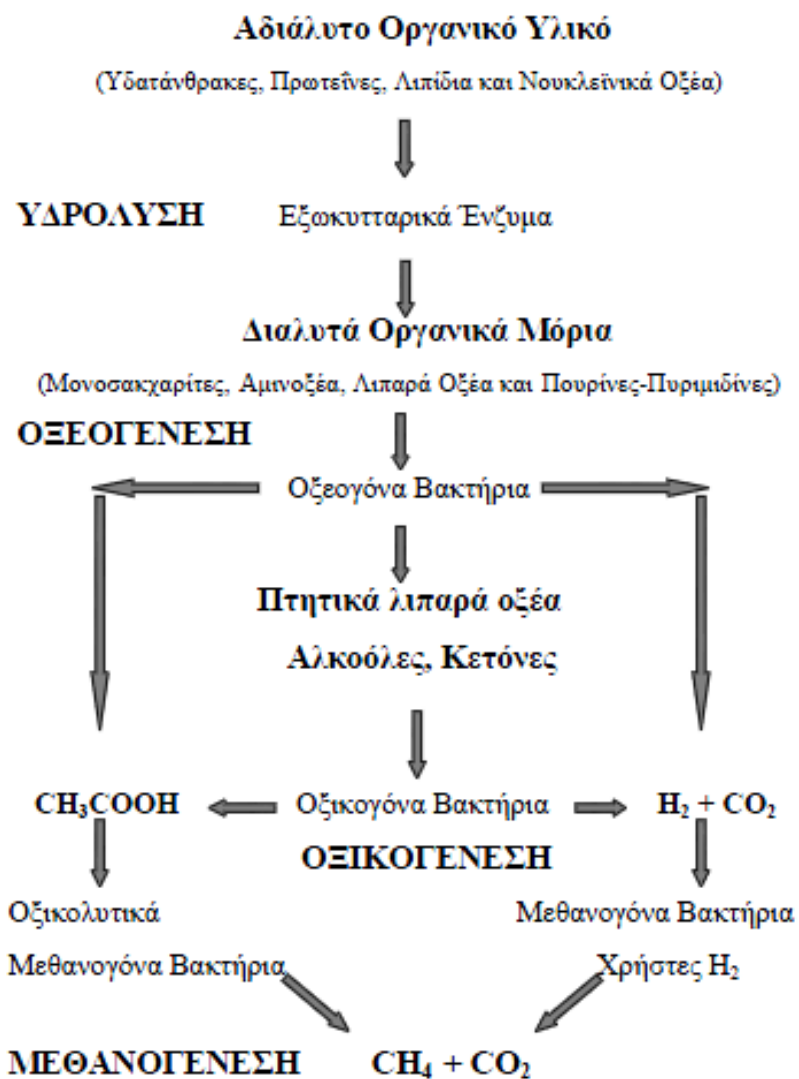 Αδιάλυτο Οργανικό Υλικό
(Υδατάνθρακες, Πρωτεΐνες, Λιπίδια και Νουκλεϊνικά Οξέα)
ΥΔΡΟΛΥΣΗ Εξωκυτταρικά Ένζυμα
Διαλυτά Οργανικά Μόρια
(Μονοσακχαρίτες, Αμινοξέα, Λιπαρά Οξέα και Πουρίνες-Πυριμιδίνες)
ΟΞΕΟΓΕΝΕΣΗ
Οξεογόνα Βακτήρια
Πτητικά λιπαρά οξέα
Αλκοόλες, Κετόνες
CH₃COOH Οξικογόνα Βακτήρια H₂ + CO₂
ΟΞΙΚΟΓΕΝΕΣΗ
Οξικολυτικά Μεθανογόνα Βακτήρια
Μεθανογόνα Βακτήρια Χρήστες H₂
ΜΕΘΑΝΟΓΕΝΕΣΗ CH₄ + CO₂